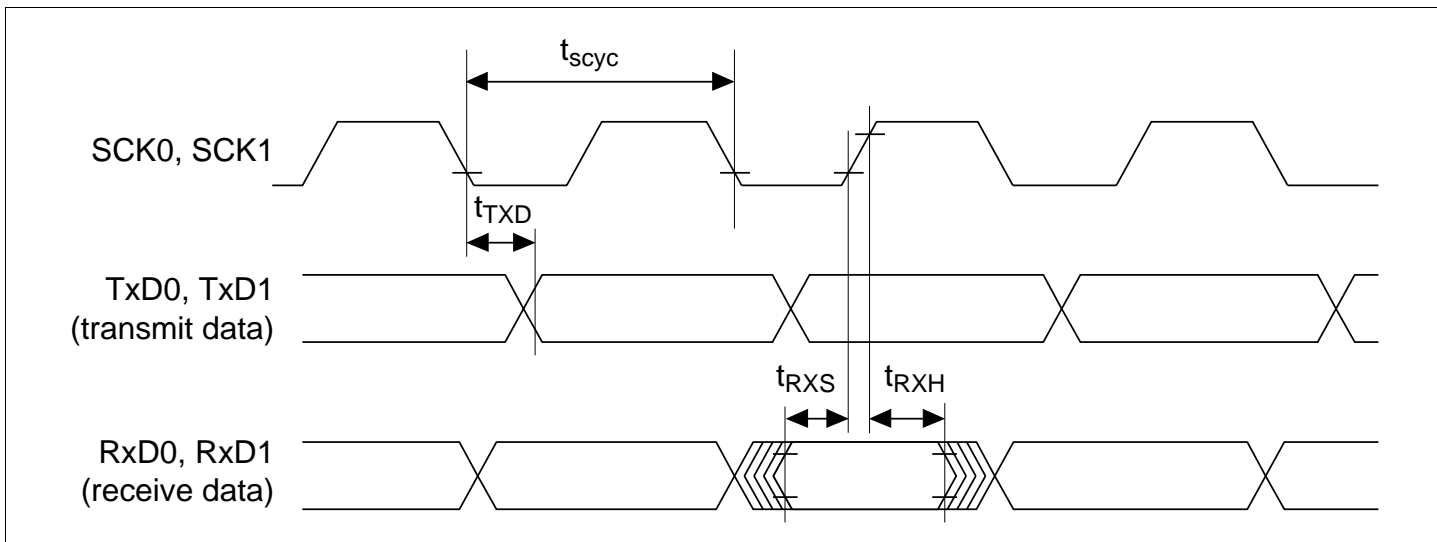 tscyc
SCK0, SCK1
tTXD
TxD0, TxD1
(transmit data)
tRXS
tRXH
RxD0, RxD1
(receive data)